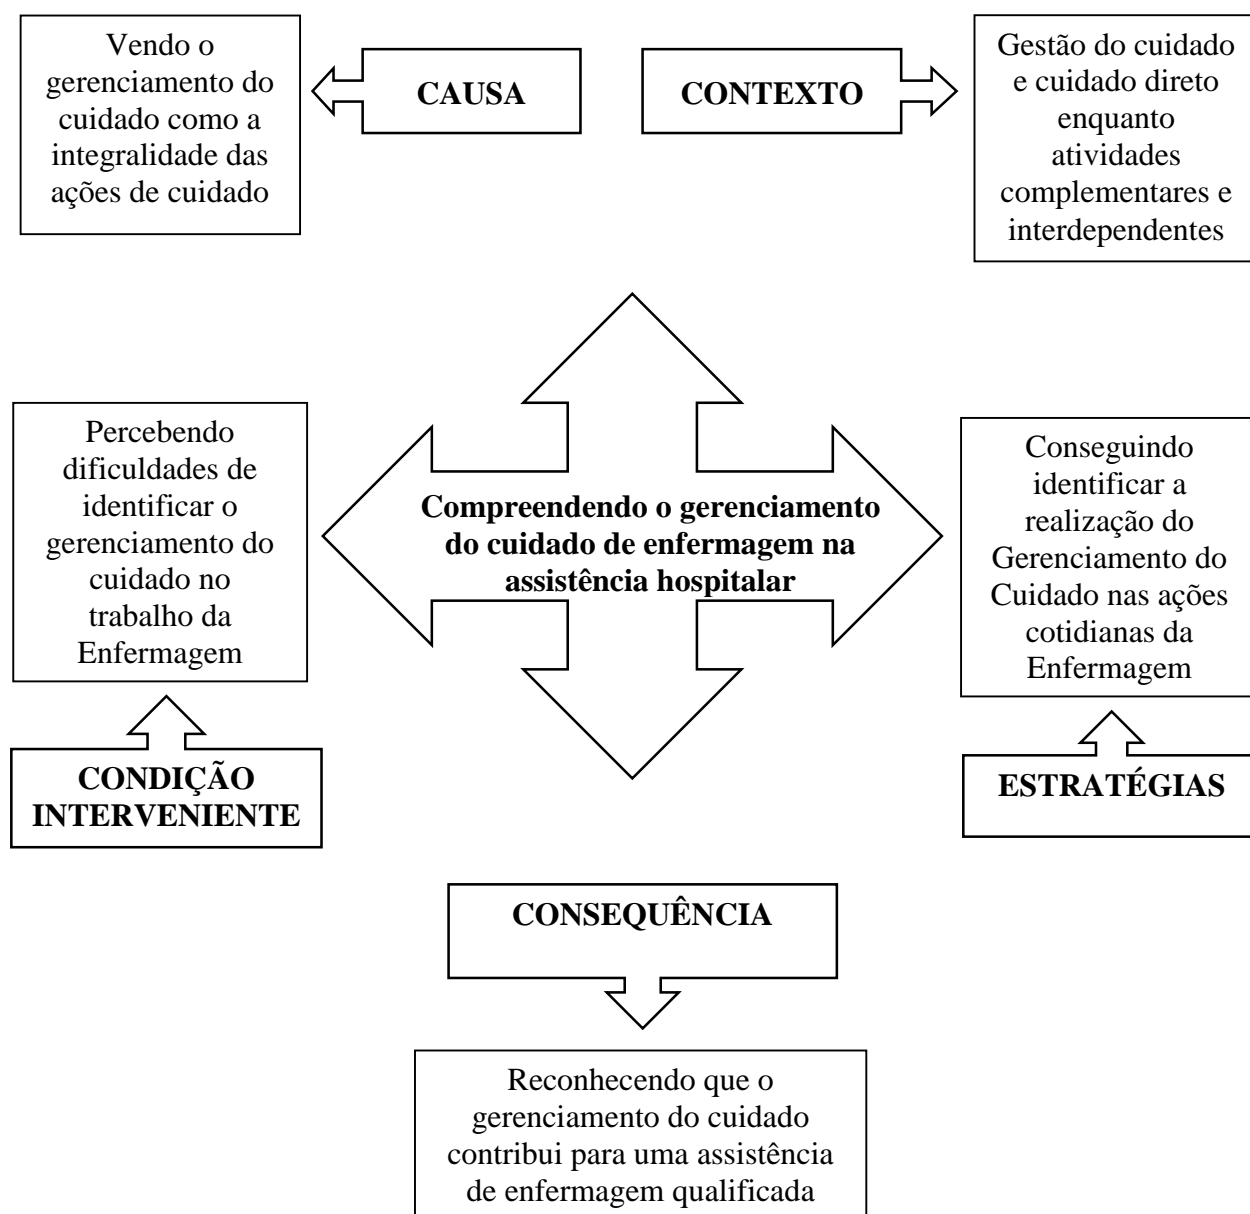 Vendo o
gerenciamento do
cuidado como a
integralidade das
ações de cuidado
CAUSA
CONTEXTO
Gestão do cuidado
e cuidado direto
enquanto
atividades
complementares e
interdependentes
Percebendo
dificuldades de
identificar o
gerenciamento do
cuidado no
trabalho da
Enfermagem
CONDIÇÃO
INTERVENIENTE
Compreendendo o gerenciamento
do cuidado de enfermagem na
assistência hospitalar
Conseguindo
identificar a
realização do
Gerenciamento do
Cuidado nas ações
cotidianas da
Enfermagem
ESTRATÉGIAS
CONSEQUÊNCIA
Reconhecendo que o
gerenciamento do cuidado
contribui para uma assistência
de enfermagem qualificada